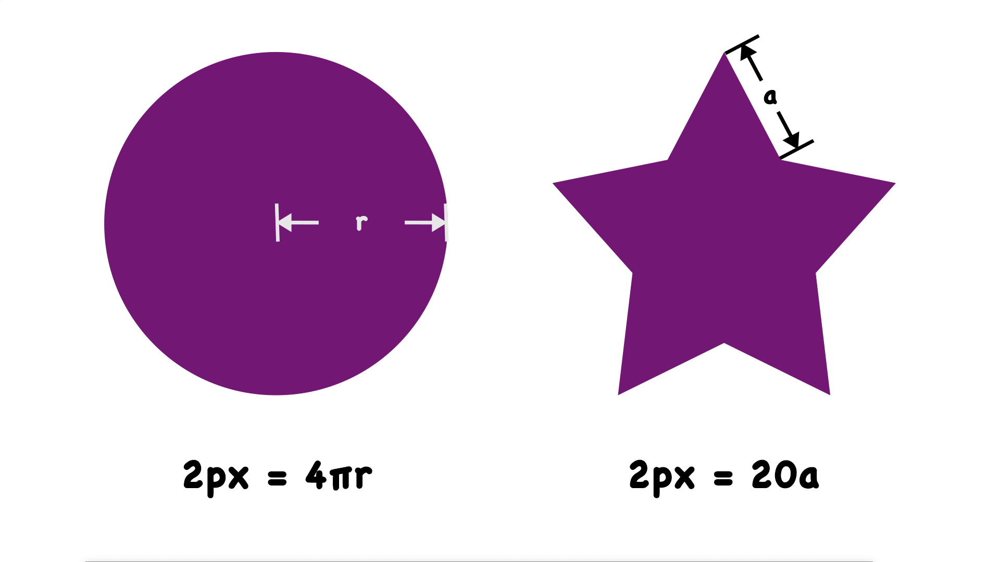 r
a
2px = 4πr
2px = 20a